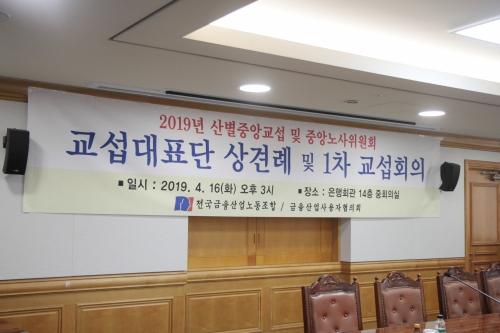 2019년 산별중앙교섭 및 중앙노사위원회
교섭대표단 상견례 및 1차 교섭회의
■ 일시 : 2019. 4. 16(화) 오후 3시 ■ 장소 : 은행회관 14층 중회의실
전국금융산업노동조합 / 금융산업사용자협의회